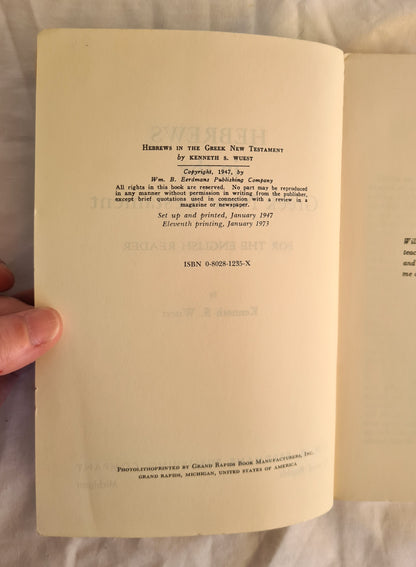 HEBREWS IN THE GREEK NEW TESTAMENT
by KENNETH S. WUEST
Copyright, 1947, by
Wm. B. Eerdmans Publishing Company
All rights in this book are reserved. No part may be reproduced
in any manner without permission in writing from the publisher,
except brief quotations used in connection with a review in a
magazine or newspaper.
Set up and printed, January 1947
Eleventh printing, January 1973
ISBN 0-8028-1235-X
PHOTOLITHOPRINTED BY GRAND RAPIDS BOOK MANUFACTURERS, INC.
GRAND RAPIDS, MICHIGAN, UNITED STATES OF AMERICA
teac
and
me